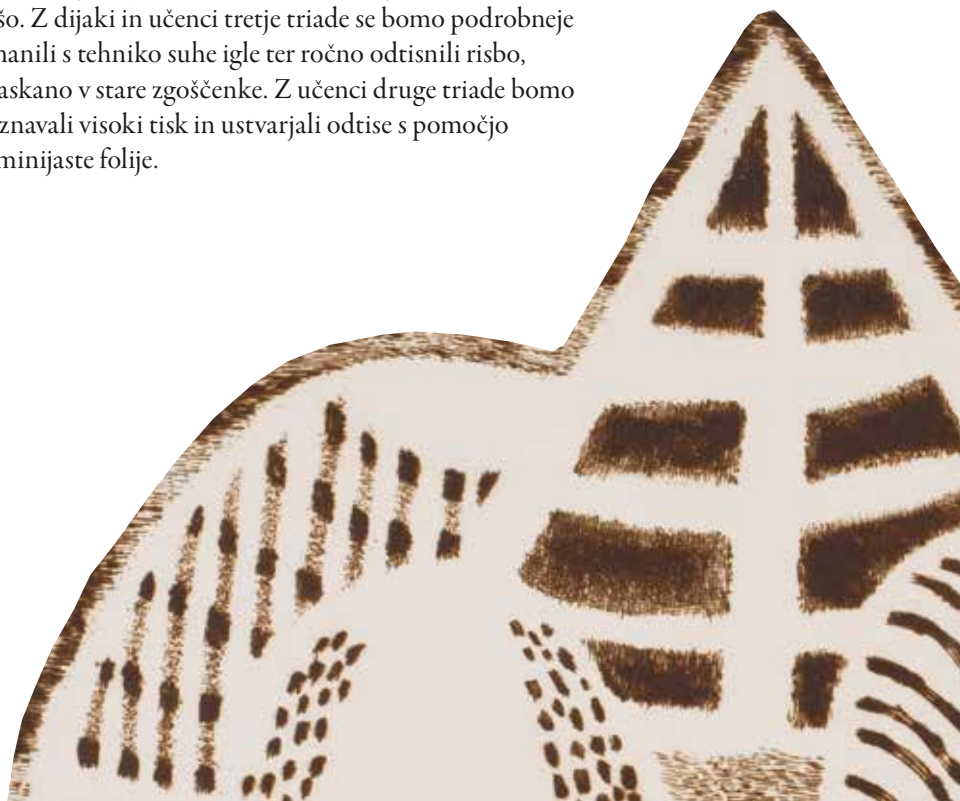 šo. Z dijaki in učenci tretje triade se bomo podrobneje
nanili s tehniko suhe igle ter ročno odtisnili risbo,
askano v stare zgoščenke. Z učenci druge triade bomo
znavali visoki tisk in ustvarjali odtise s pomočjo
minijaste folije.